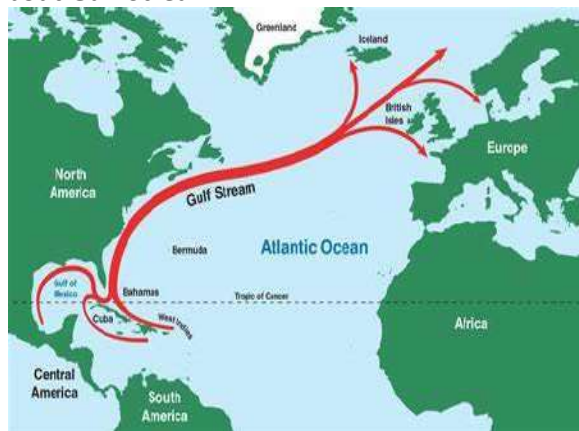 Greenland
Iceland
British
Isles
Europe
North
America
Gulf Stream
Bermuda
Atlantic Ocean
Gulf of
Mexico
Bahamas
Tropic of Cancer
Cuba
West Indies
Africa
Central
America
South
America